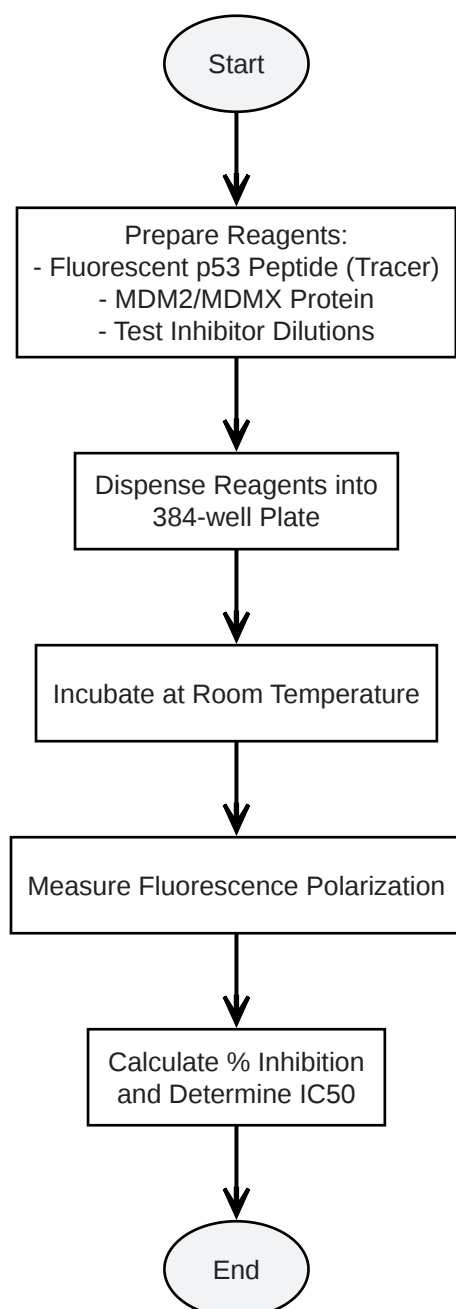 Start
Prepare Reagents:
- Fluorescent p53 Peptide (Tracer)
- MDM2/MDMX Protein
- Test Inhibitor Dilutions
Dispense Reagents into
384-well Plate
Incubate at Room Temperature
Measure Fluorescence Polarization
Calculate % Inhibition
and Determine IC50
End